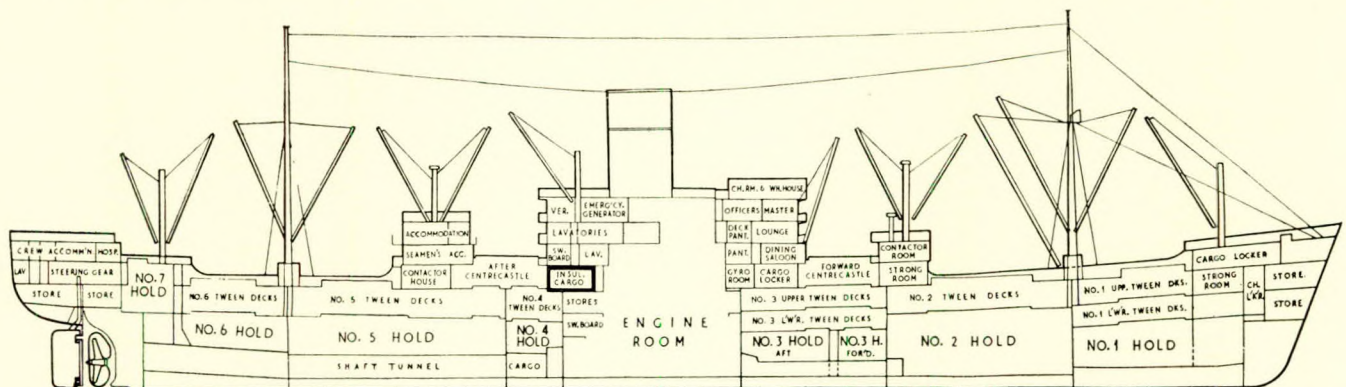 CH. RM. & WH. HOUSE
VER.
EMERG'CY.
GENERATOR
OFFICERS
MASTER
ACCOMMODATION
LAVATORIES
DECK
PANT.
LOUNGE
CREW ACCOMM'N
HOSP.
SEAMEN'S ACC.
SW.
BOARD
LAV.
PANT.
DINING
SALOON
CONTACTOR
ROOM
CARGO LOCKER
LAV
STEERING GEAR
NO. 7
HOLD
CONTACTOR
HOUSE
AFTER
CENTRECASTLE
INSUL.
CARGO
GYRO
ROOM
CARGO
LOCKER
FORWARD
CENTRECASTLE
STRONG
ROOM
STRONG
ROOM
CH.
L'K'R.
STORE.
STORE
STORE
STORE
NO. 6 TWEEN DECKS
NO. 5 TWEEN DECKS
NO. 4
TWEEN DECKS
STORES
NO. 3 UPPER TWEEN DECKS
NO. 2 TWEEN DECKS
NO. 1 UPP. TWEEN DKS.
NO. 3 L'W'R. TWEEN DECKS
NO. 1 L'W'R. TWEEN DKS.
NO. 6 HOLD
NO. 5 HOLD
NO. 4
HOLD
SW. BOARD
ENGINE
ROOM
NO. 3 HOLD
AFT
NO. 3 H.
FOR'D.
NO. 2 HOLD
NO. 1 HOLD
SHAFT TUNNEL
CARGO